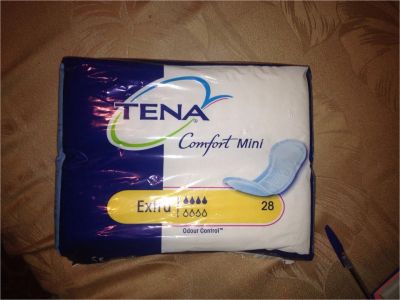 TENA
Comfort Mini
Extra
28
Odour Control™